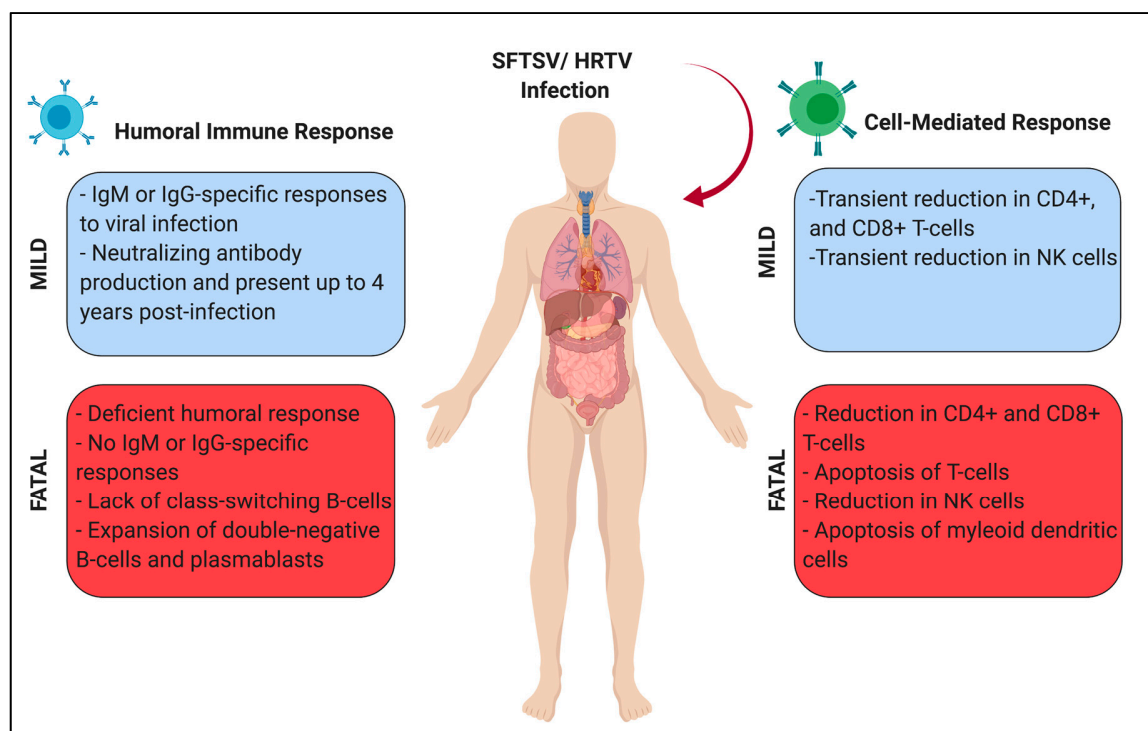 SFTSV/ HRTV
Infection
Humoral Immune Response
MILD
- IgM or IgG-specific responses
to viral infection
- Neutralizing antibody
production and present up to 4
years post-infection
FATAL
- Deficient humoral response
- No IgM or IgG-specific
responses
- Lack of class-switching B-cells
- Expansion of double-negative
B-cells and plasmablasts
Cell-Mediated Response
MILD
-Transient reduction in CD4+,
and CD8+ T-cells
-Transient reduction in NK cells
FATAL
- Reduction in CD4+ and CD8+
T-cells
- Apoptosis of T-cells
- Reduction in NK cells
- Apoptosis of myleoid dendritic
cells